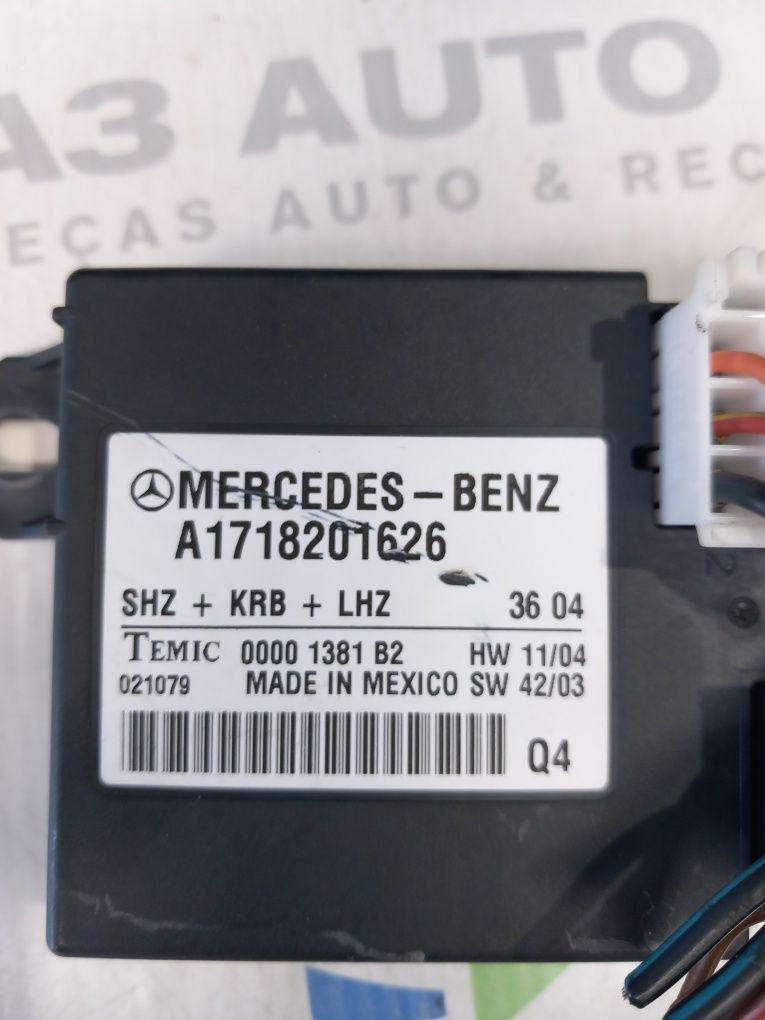 A3 AUTO
EÇAS AUTO & REC
MERCEDES-BENZ
A1718201626
SHZ + KRB + LHZ 36 04
TEMIC 0000 1381 B2 HW 11/04
021079 MADE IN MEXICO SW 42/03
Q4
2